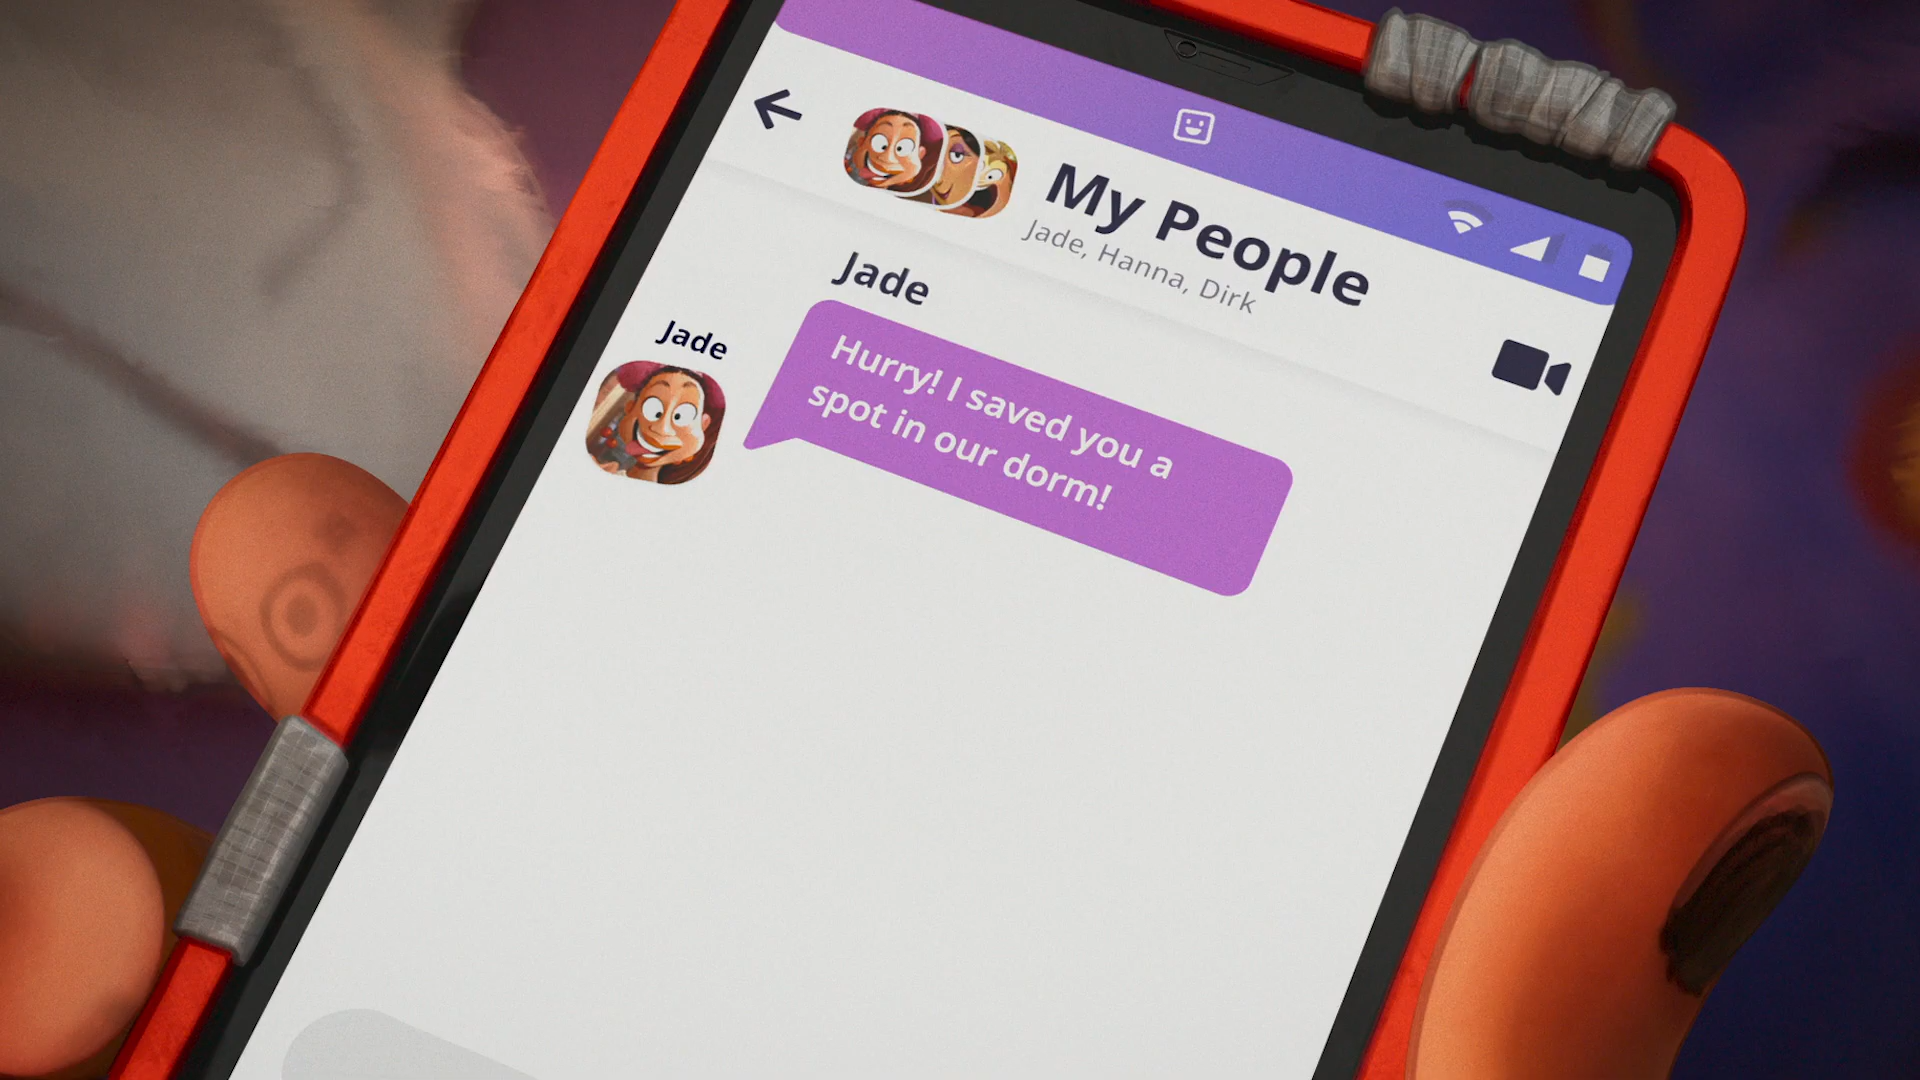 My People
Jade, Hanna, Dirk
Jade
Jade
Hurry! I saved you a
spot in our dorm!